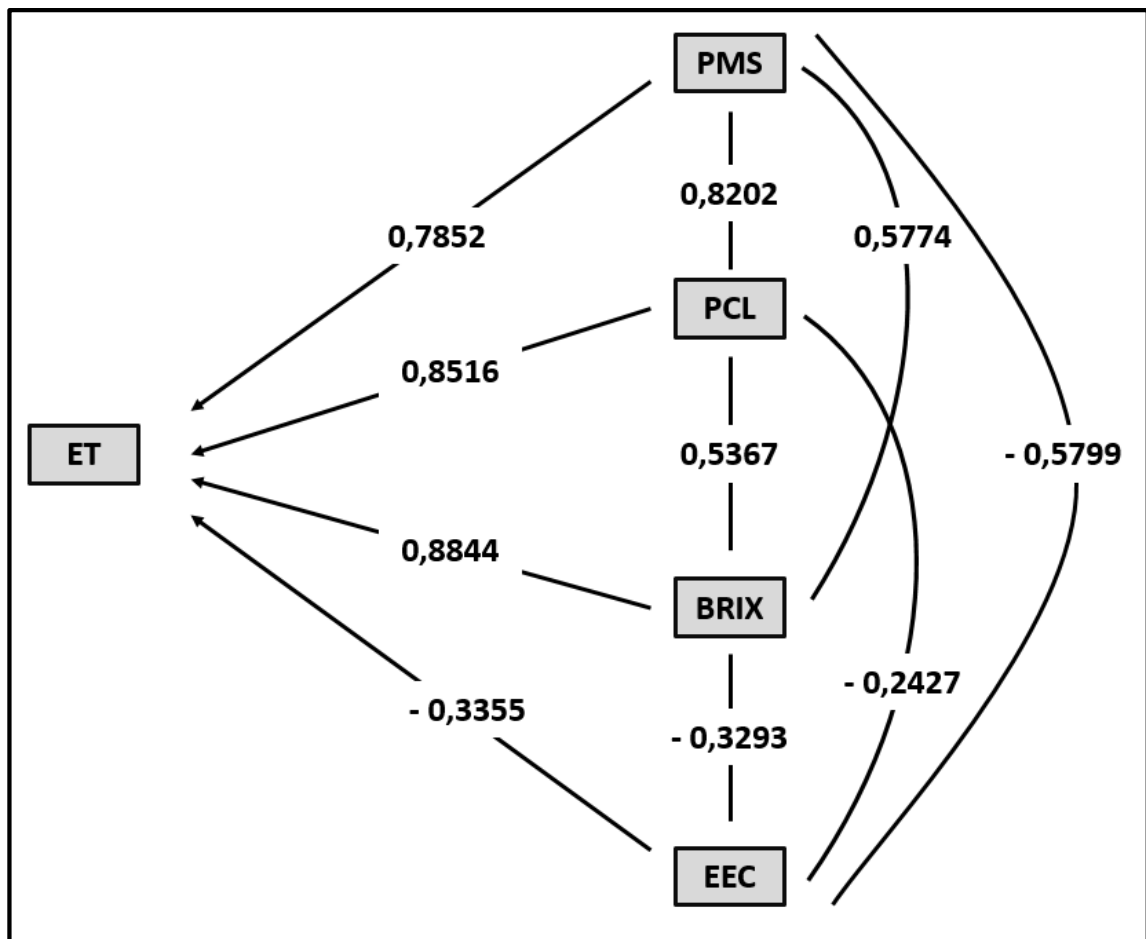 PMS
0,8202
0,7852
0,5774
PCL
0,8516
ET
0,5367
- 0,5799
0,8844
BRIX
- 0,2427
- 0,3355
- 0,3293
EEC